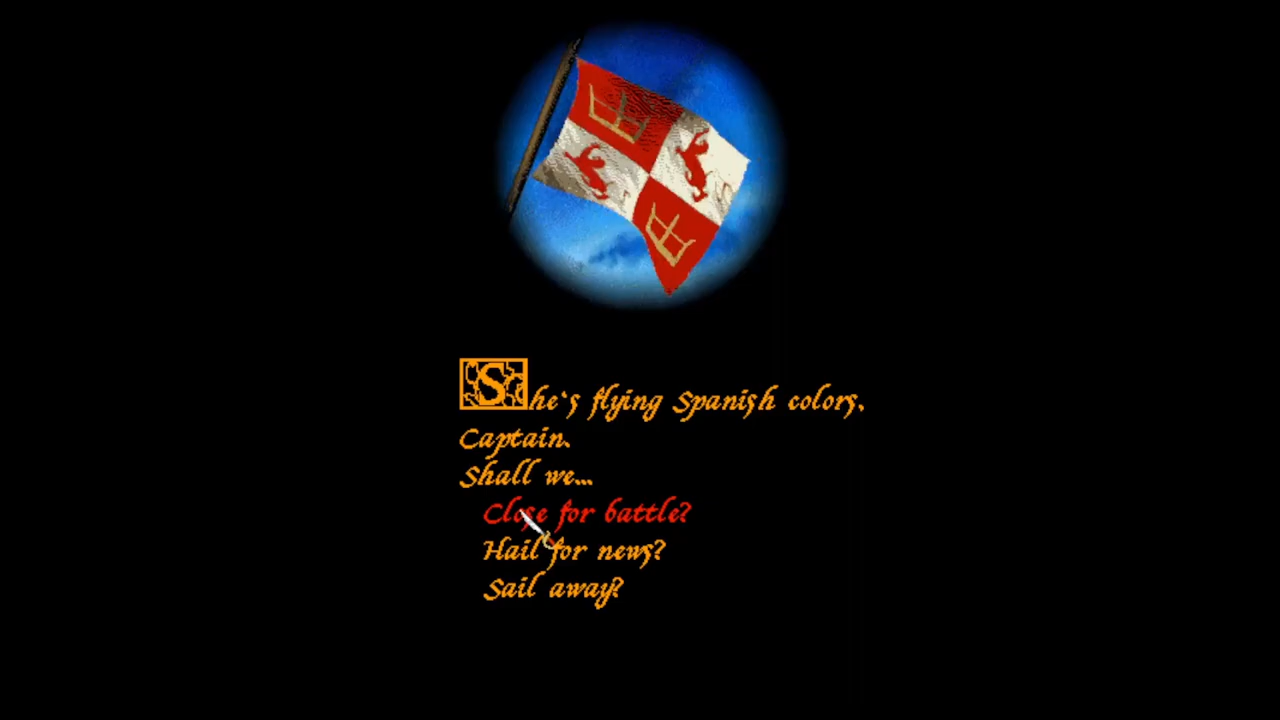 She's flying Spanish colors,
Captain.
Shall we...
Close for battle?
Hail for news?
Sail away?